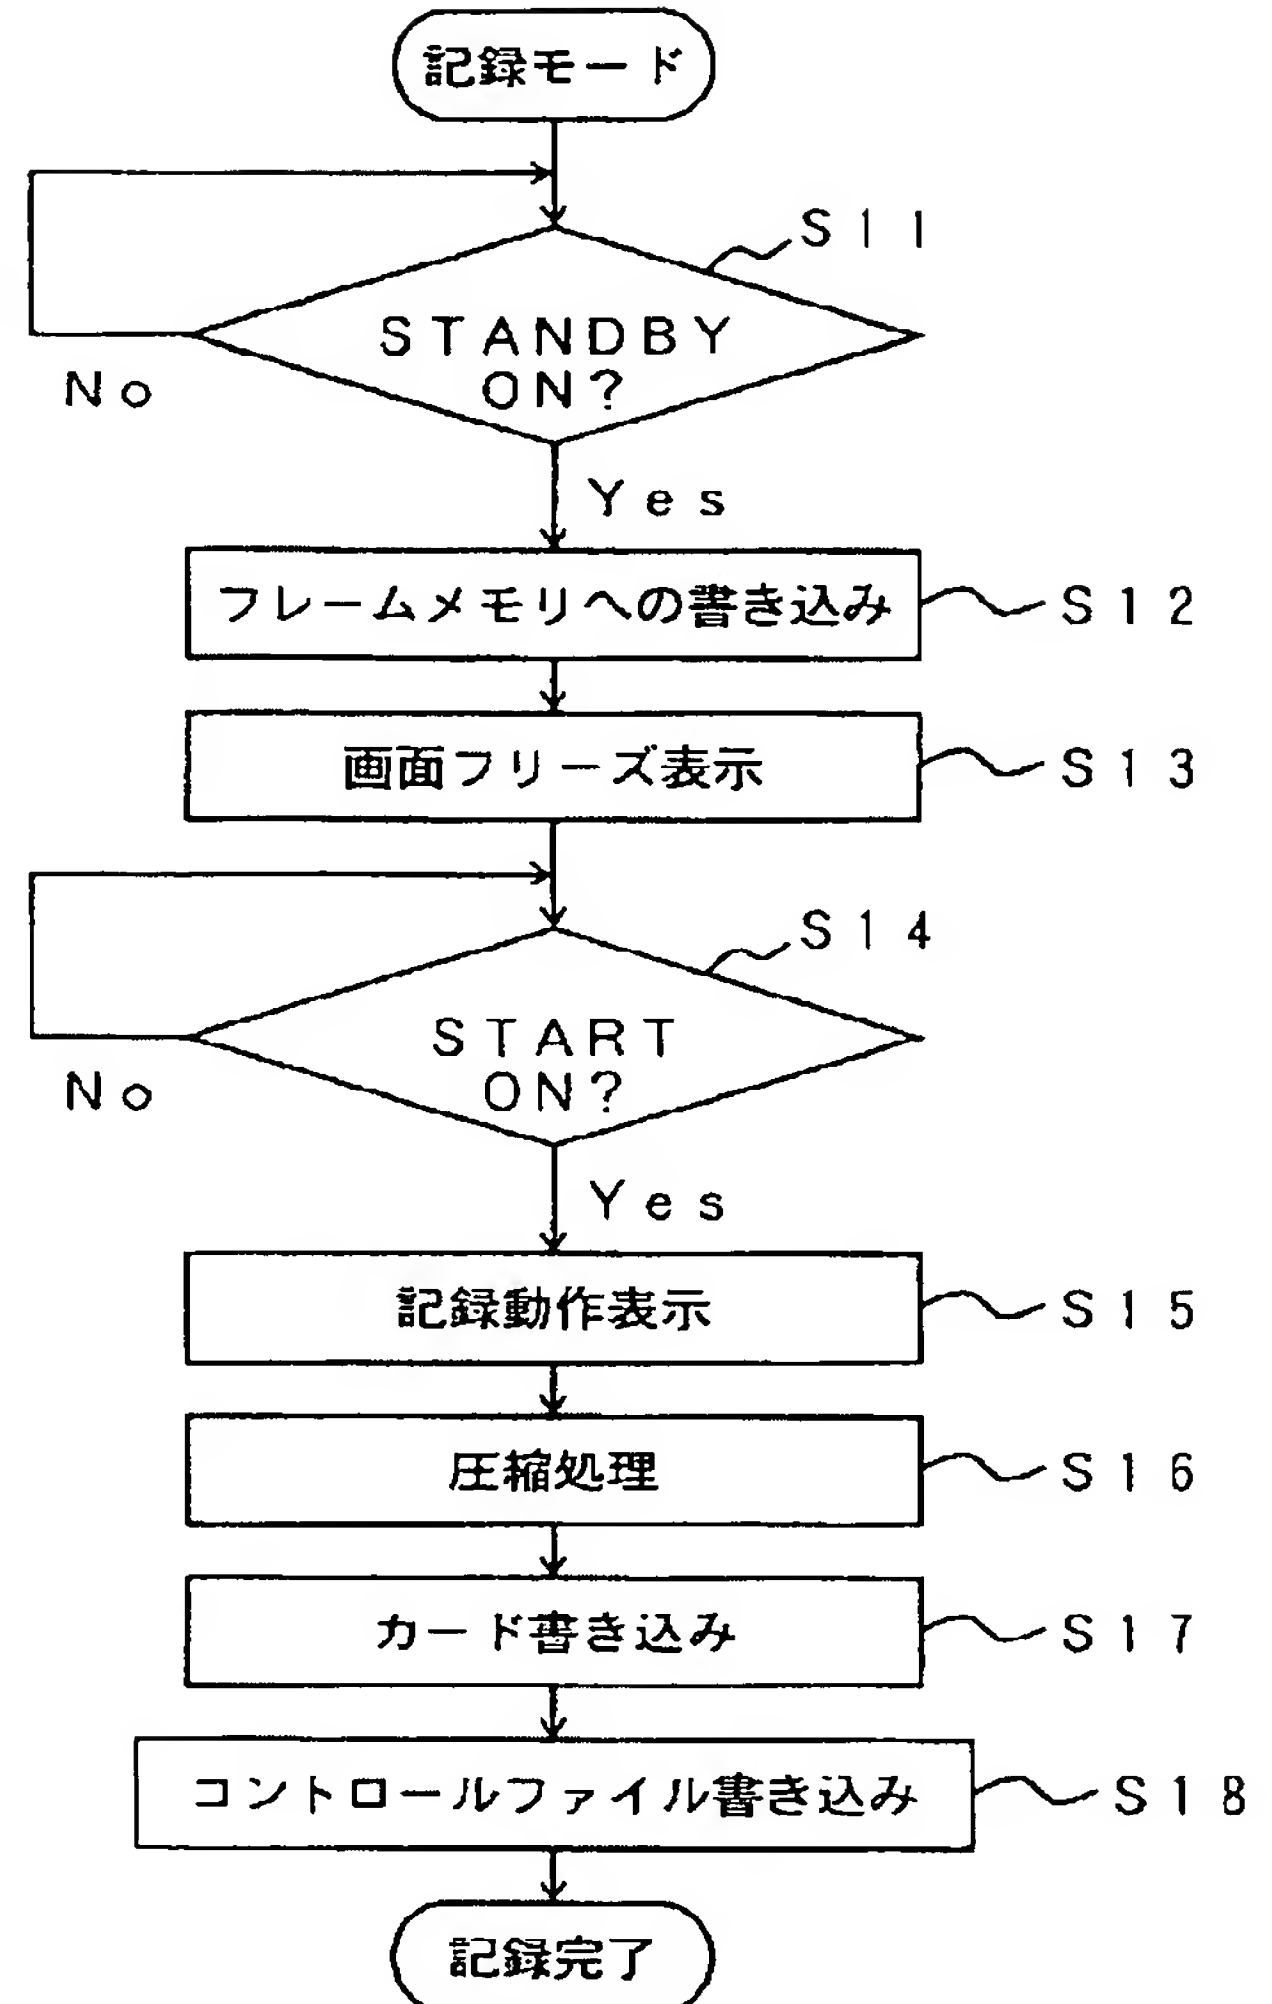 記録モード
S11
STANDBY
ON?
No
Yes
フレームメモリへの書き込み
S12
画面フリーズ表示
S13
S14
START
ON?
No
Yes
記録動作表示
S15
圧縮処理
S16
カード書き込み
S17
コントロールファイル書き込み
S18
記録完了